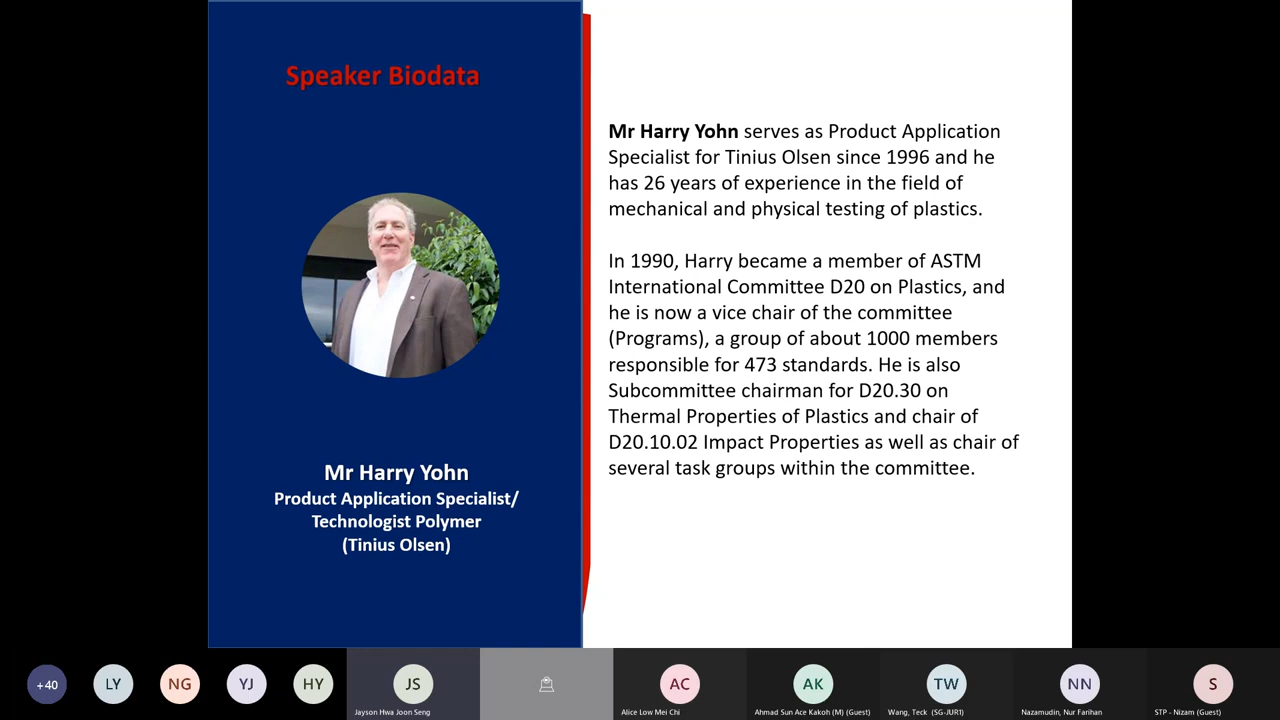 Speaker Biodata
Mr Harry Yohn
Product Application Specialist/
Technologist Polymer
(Tinius Olsen)
Mr Harry Yohn serves as Product Application
Specialist for Tinius Olsen since 1996 and he
has 26 years of experience in the field of
mechanical and physical testing of plastics.
In 1990, Harry became a member of ASTM
International Committee D20 on Plastics, and
he is now a vice chair of the committee
(Programs), a group of about 1000 members
responsible for 473 standards. He is also
Subcommittee chairman for D20.30 on
Thermal Properties of Plastics and chair of
D20.10.02 Impact Properties as well as chair of
several task groups within the committee.
+40
LY
NG
YJ
HY
JS
Jayson Hwa Joon Seng
AC
Alice Low Mei Chi
AK
Ahmad Sun Ace Kakoh (M) (Guest)
TW
Wang, Teck (SG-JUR1)
NN
Nazamudin, Nur Farihan
S
STP - Nizam (Guest)